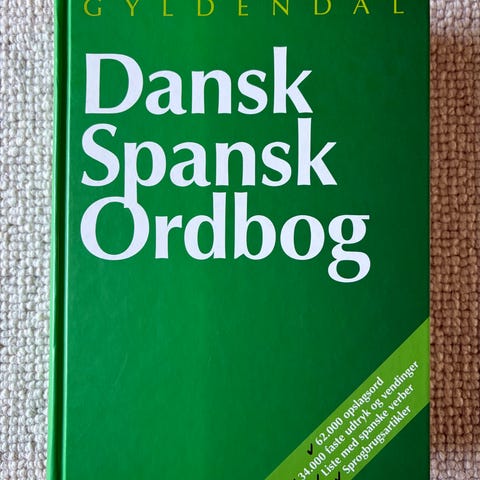 GYLDENDAL
Dansk
Spansk
Ordbog
✓ 62.000 opslagsord
34.000 faste udtryk og vendinger
✓ Liste med spanske verber
✓ Sprogbrugsartikler